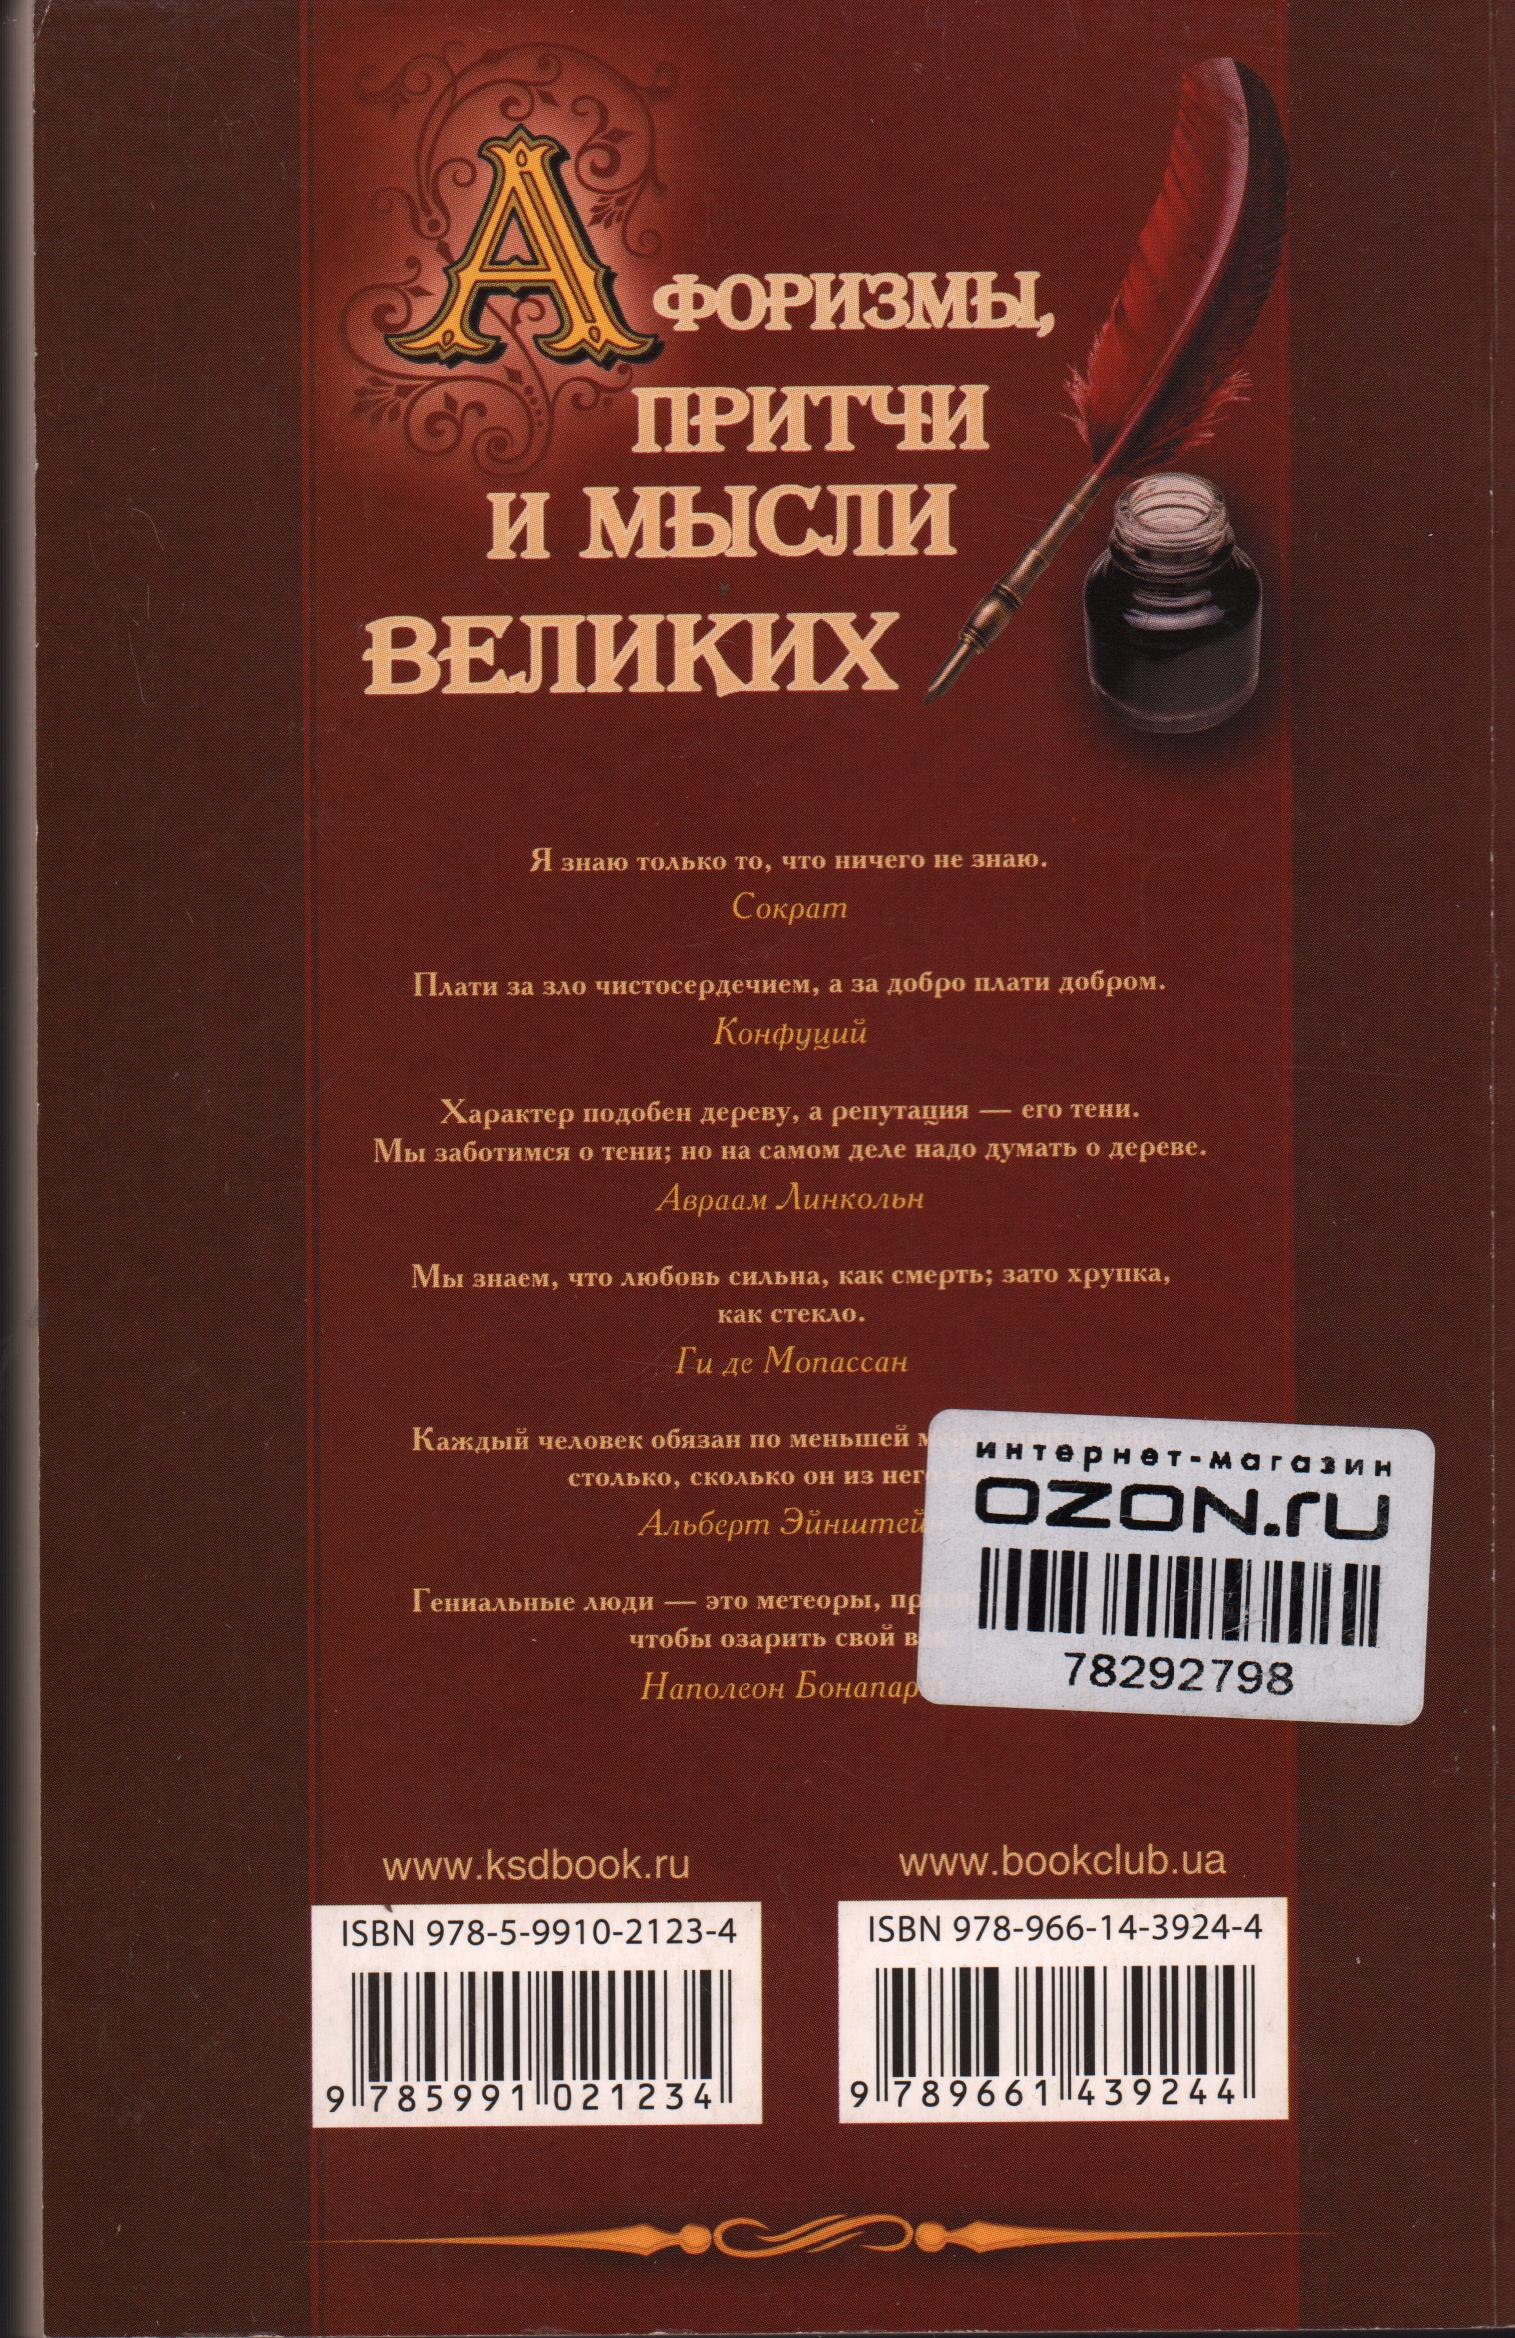 АФОРИЗМЫ,
ПРИТЧИ
И МЫСЛИ
ВЕЛИКИХ
Я знаю только то, что ничего не знаю.
Сократ
Плати за зло чистосердечием, а за добро плати добром.
Конфуций
Характер подобен дереву, а репутация — его тени.
Мы заботимся о тени; но на самом деле надо думать о дереве.
Авраам Линкольн
Мы знаем, что любовь сильна, как смерть; зато хрупка,
как стекло.
Ги де Мопассан
Каждый человек обязан по меньшей
столько, сколько он из него
Альберт Эйнштей
Гениальные люди — это метеоры,
чтобы озарить свой
Наполеон Бонапар
интернет-магазин
OZON.ru
78292798
www.ksdbook.ru
www.bookclub.ua
ISBN 978-5-9910-2123-4
ISBN 978-966-14-3924-4
9 785991 021234
9 789661 439244